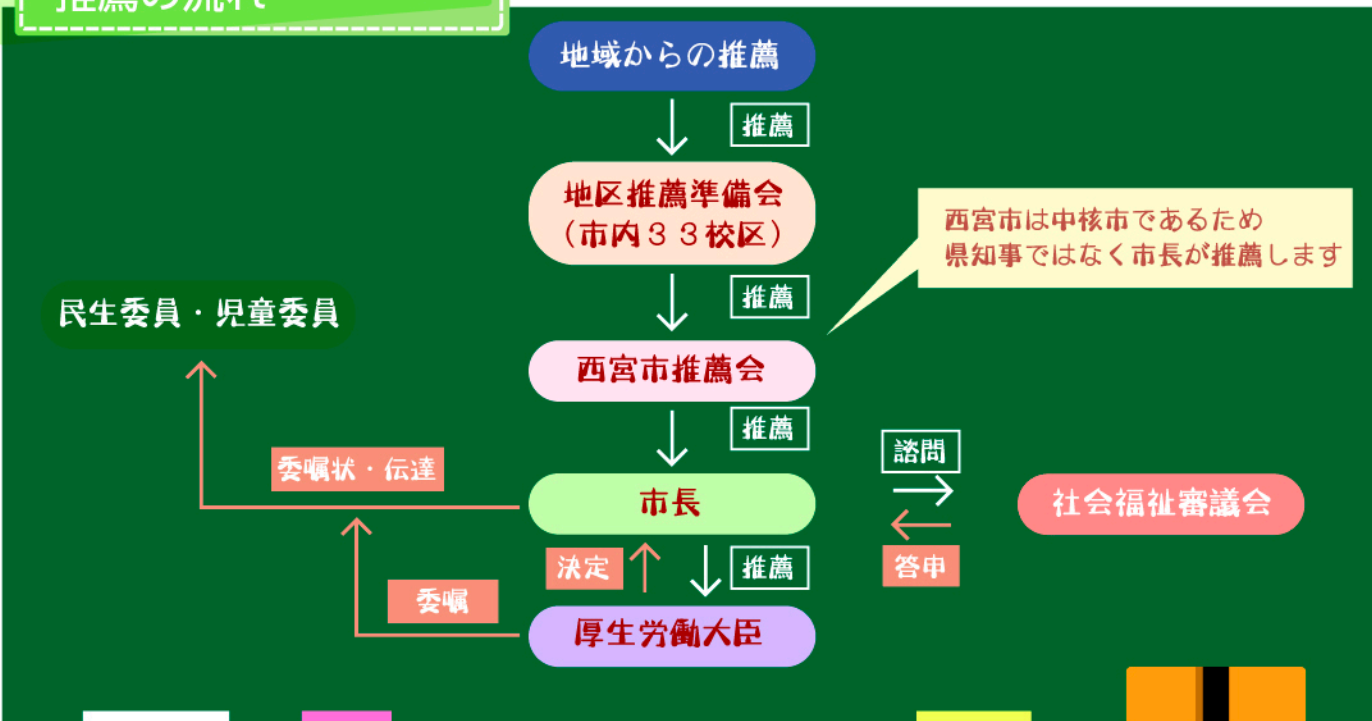 推薦の流れ
地域からの推薦
推薦
地区推薦準備会
（市内３３校区）
西宮市は中核市であるため
県知事ではなく市長が推薦します
推薦
民生委員・児童委員
西宮市推薦会
推薦
諮問
委嘱状・伝達
市長
社会福祉審議会
決定
推薦
答申
委嘱
厚生労働大臣